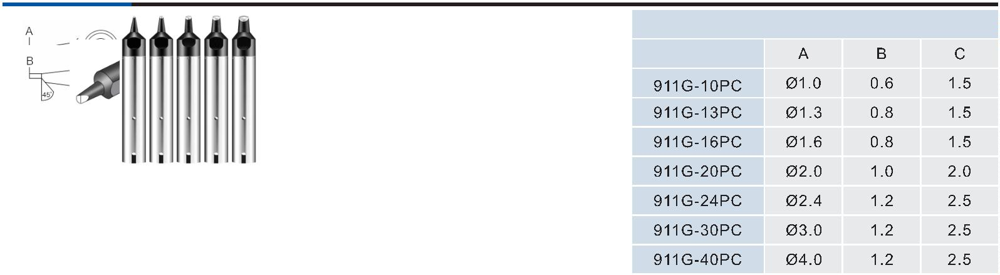 A
B
45°
A B C
911G-10PC Ø1.0 0.6 1.5
911G-13PC Ø1.3 0.8 1.5
911G-16PC Ø1.6 0.8 1.5
911G-20PC Ø2.0 1.0 2.0
911G-24PC Ø2.4 1.2 2.5
911G-30PC Ø3.0 1.2 2.5
911G-40PC Ø4.0 1.2 2.5